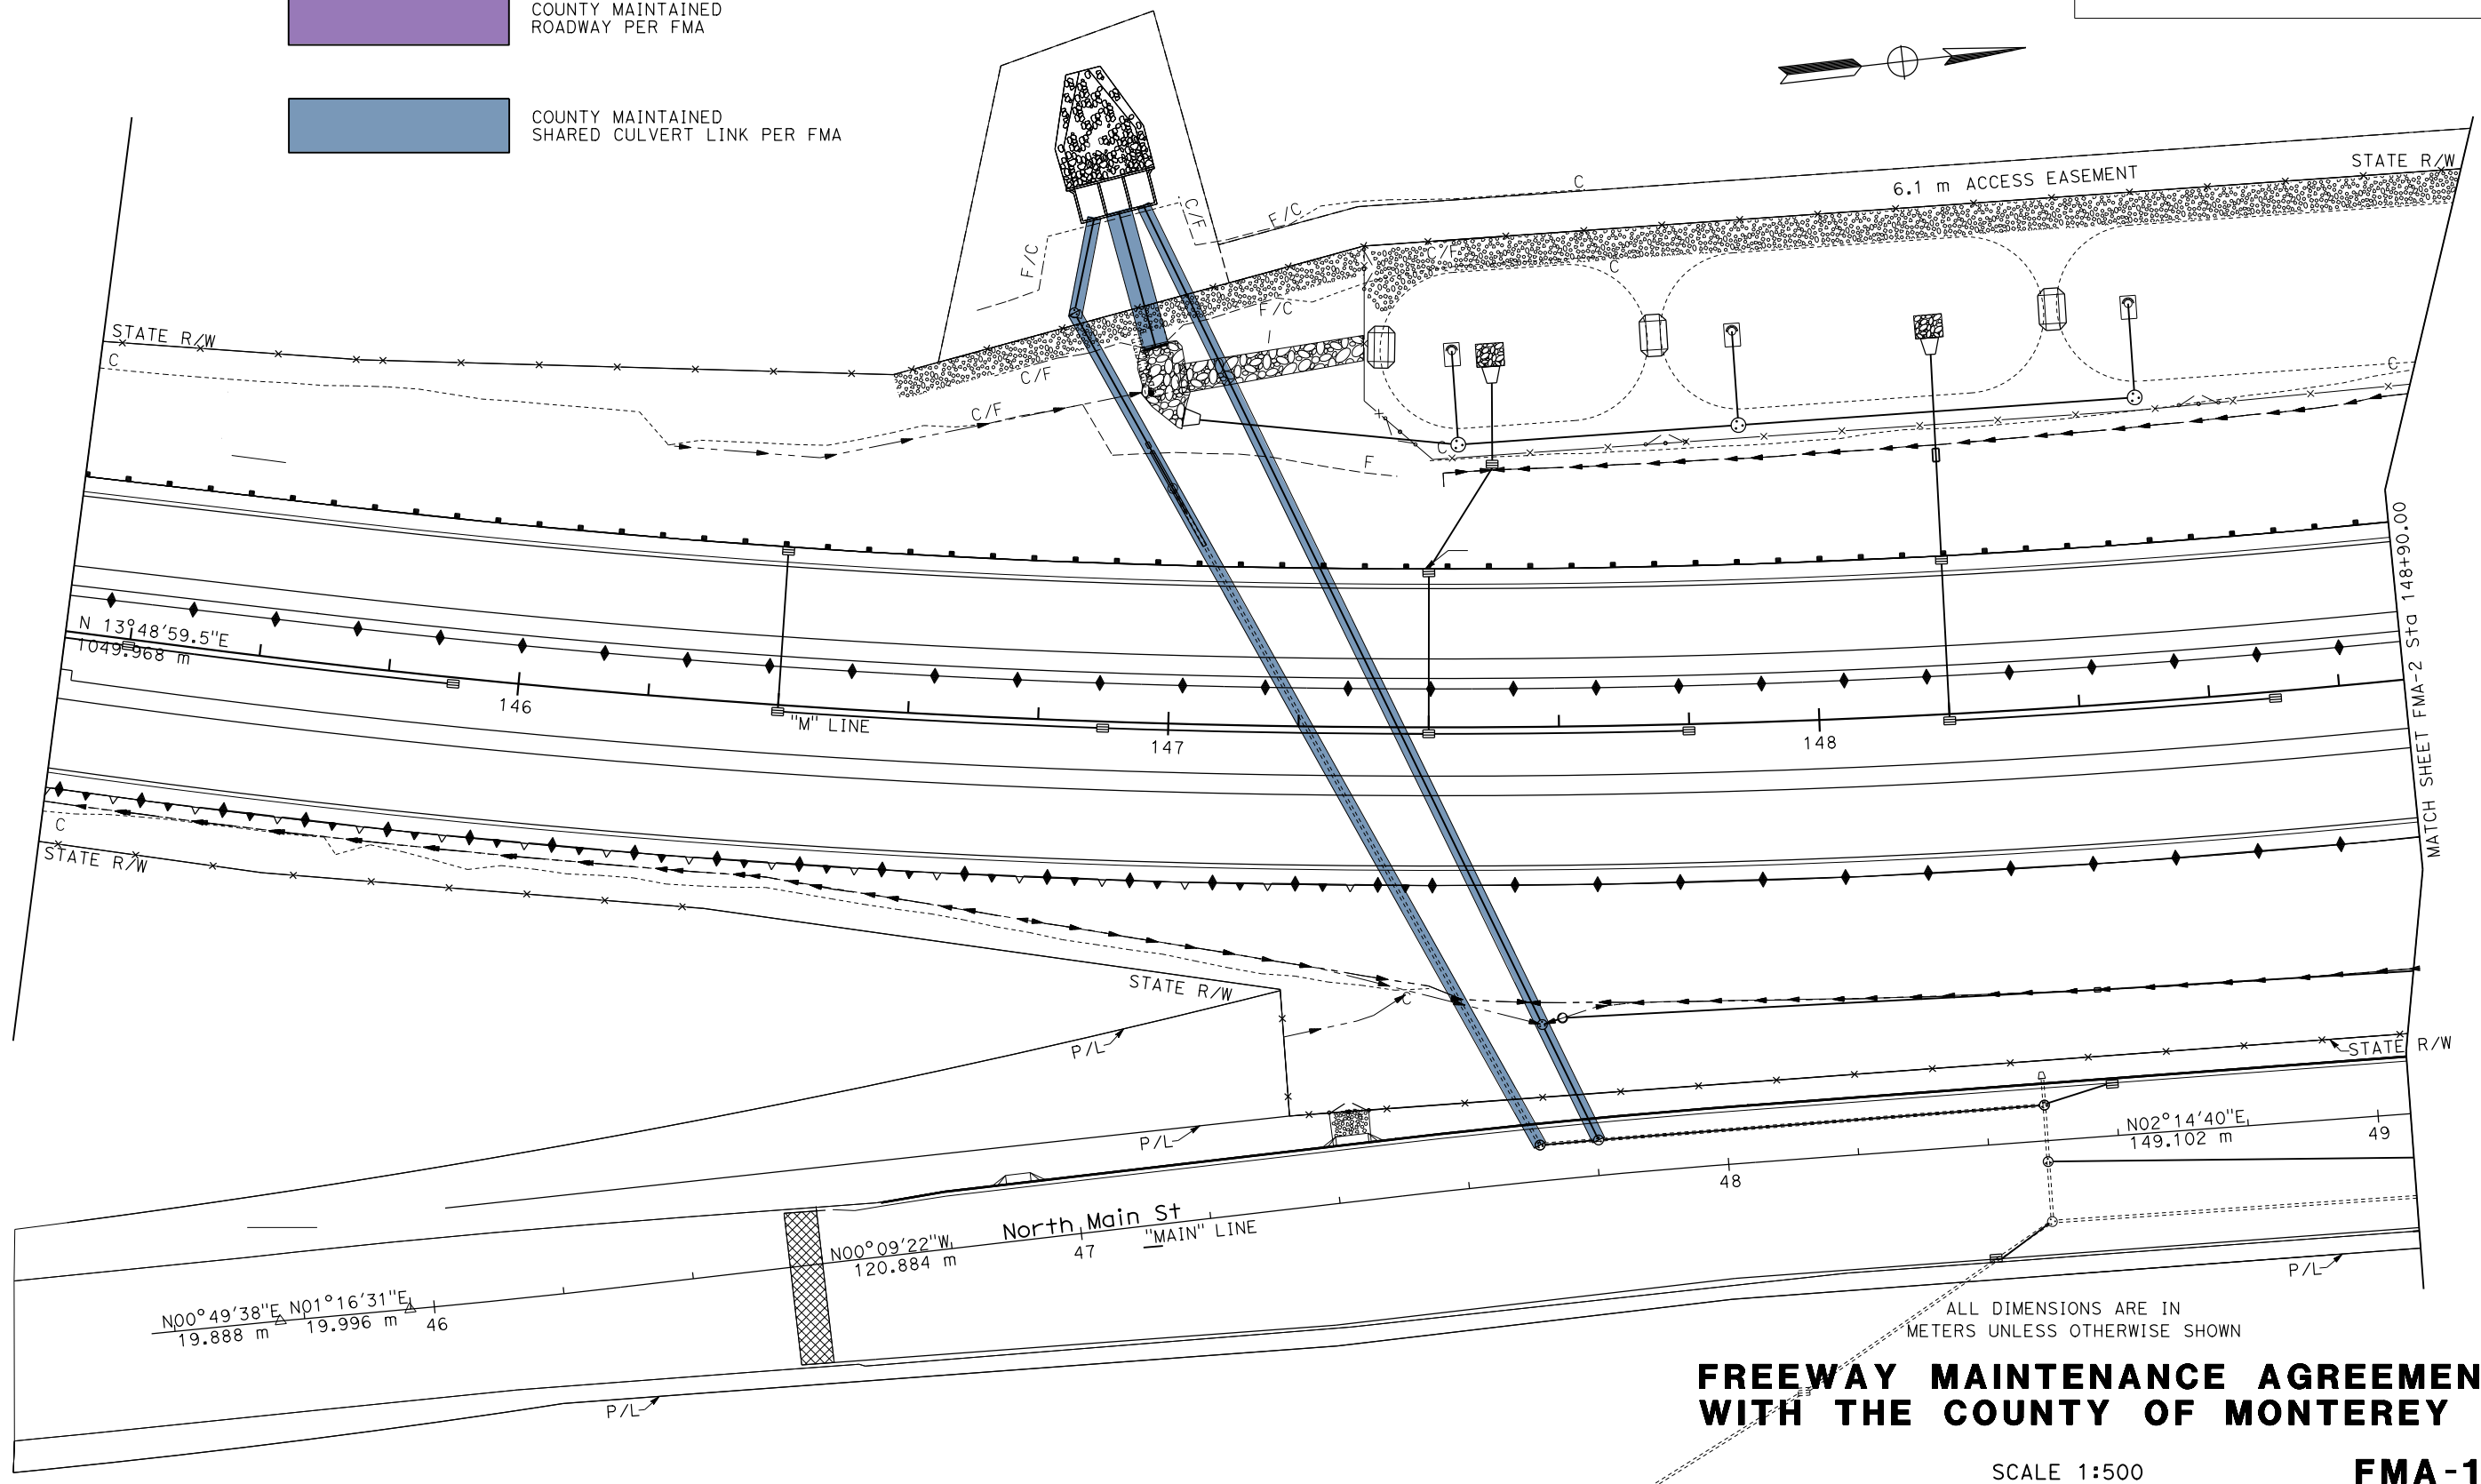 COUNTY MAINTAINED
ROADWAY PER FMA
COUNTY MAINTAINED
SHARED CULVERT LINK PER FMA
STATE R/W
6.1 m ACCESS EASEMENT
C
F/C
C/F
F/C
C/F
C
F/C
STATE R/W
C
C/F
C/F
C
C
F
MATCH SHEET FMA-2 Sta 148+90.00
N 13°48'59.5"E
1049.968 m
146
"M" LINE
147
148
C
STATE R/W
STATE R/W
C
P/L
STATE R/W
P/L
N02°14'40"E
149.102 m
49
48
North Main St
"MAIN" LINE
47
N00°09'22"W
120.884 m
N00°49'38"E N01°16'31"E
19.888 m 19.996 m 46
P/L
P/L
ALL DIMENSIONS ARE IN
METERS UNLESS OTHERWISE SHOWN
FREEWAY MAINTENANCE AGREEMEN
WITH THE COUNTY OF MONTEREY
SCALE 1:500
FMA-1